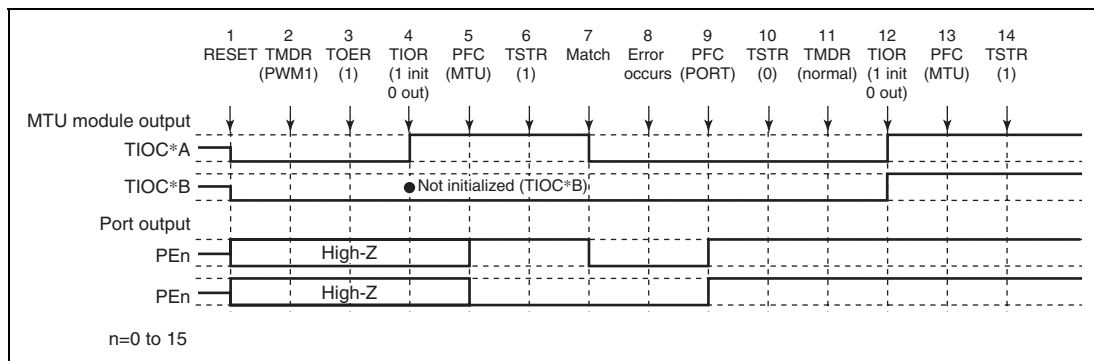 1 2 3 4 5 6 7 8 9 10 11 12 13 14
RESET TMDR TOER TIOR PFC TSTR Match Error PFC TSTR TMDR TIOR PFC TSTR
(PWM1) (1) (1 init (MTU) (1) occurs (PORT) (0) (normal) (1 init (MTU) (1)
0 out) 0 out)
MTU module output
TIOC*A
TIOC*B
● Not initialized (TIOC*B)
Port output
PEn
High-Z
PEn
High-Z
n=0 to 15